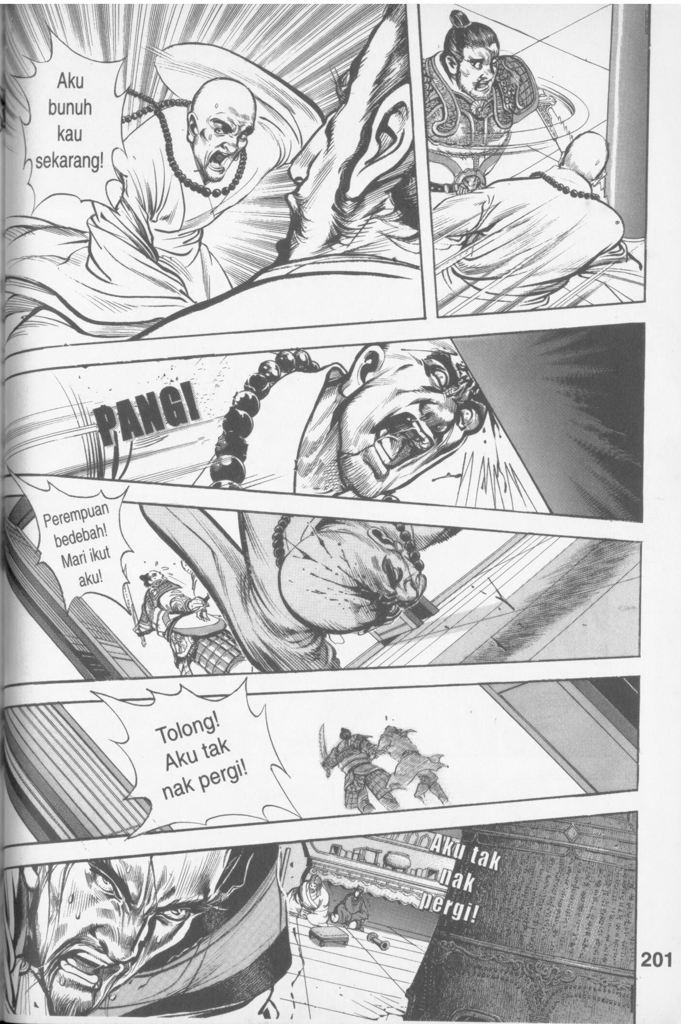 Aku
bunuh
kau
sekarang!
PANG!
Perempuan
bedebah!
Mari ikut
aku!
Tolong!
Aku tak
nak pergi!
Aku tak
nak
pergi!
201